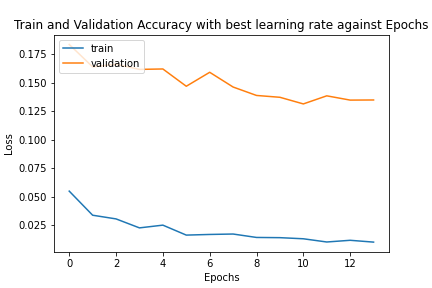 Train and Validation Accuracy with best learning rate against Epochs
train
validation
0.175
0.150
0.125
0.100
0.075
0.050
0.025
Loss
0 2 4 6 8 10 12
Epochs